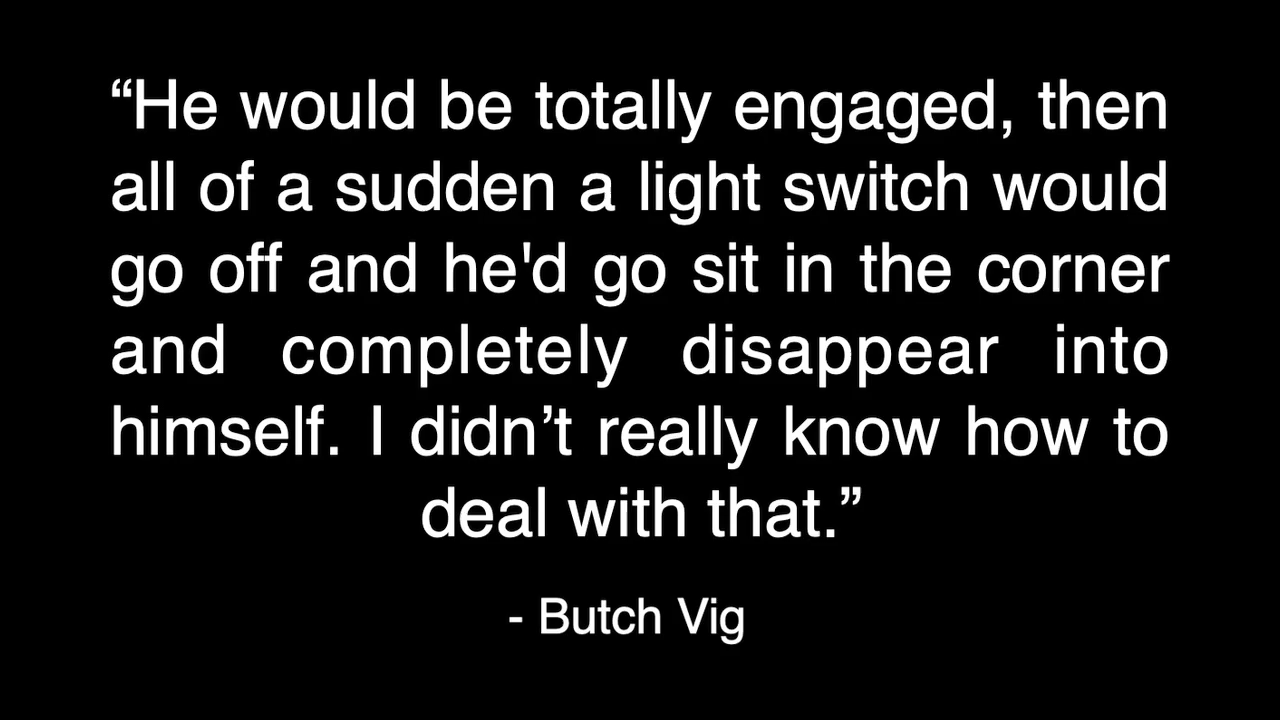 “He would be totally engaged, then
all of a sudden a light switch would
go off and he'd go sit in the corner
and completely disappear into
himself. I didn’t really know how to
deal with that.”
- Butch Vig